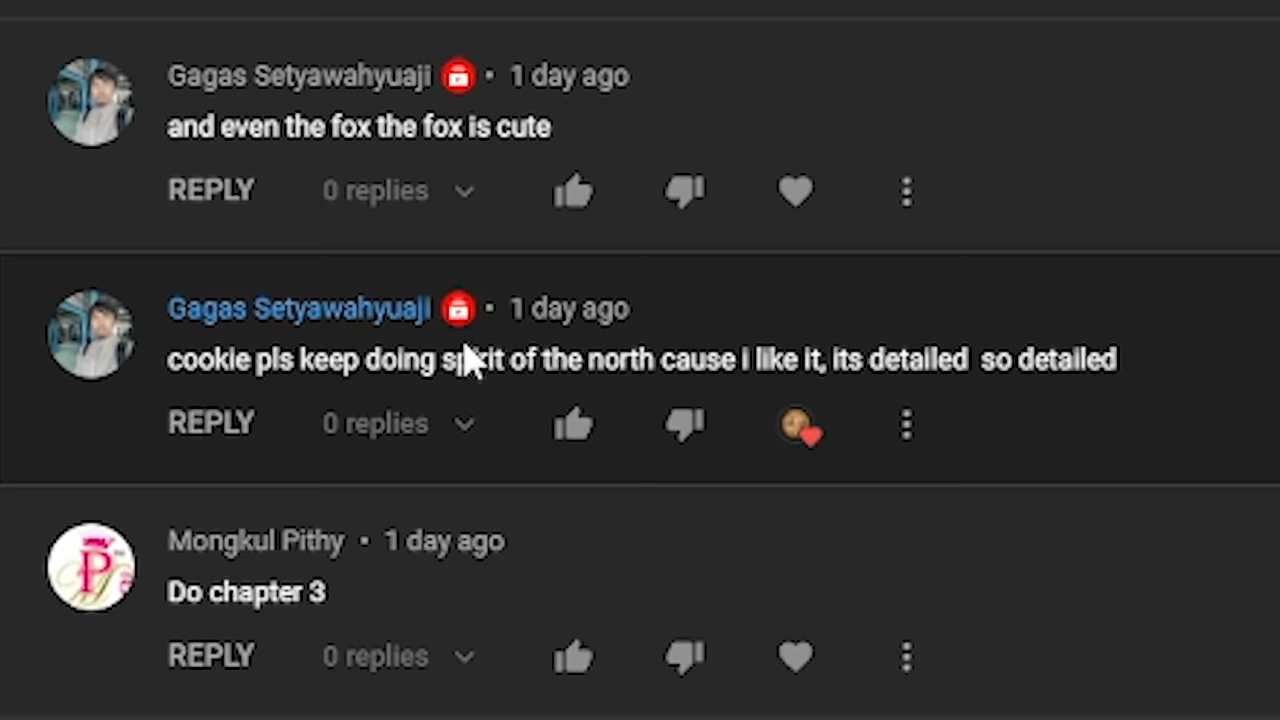 Gagas Setyawahyuaji • 1 day ago
and even the fox the fox is cute
REPLY 0 replies
Gagas Setyawahyuaji • 1 day ago
cookie pls keep doing spirit of the north cause i like it, its detailed  so detailed
REPLY 0 replies
Mongkul Pithy • 1 day ago
Do chapter 3
REPLY 0 replies